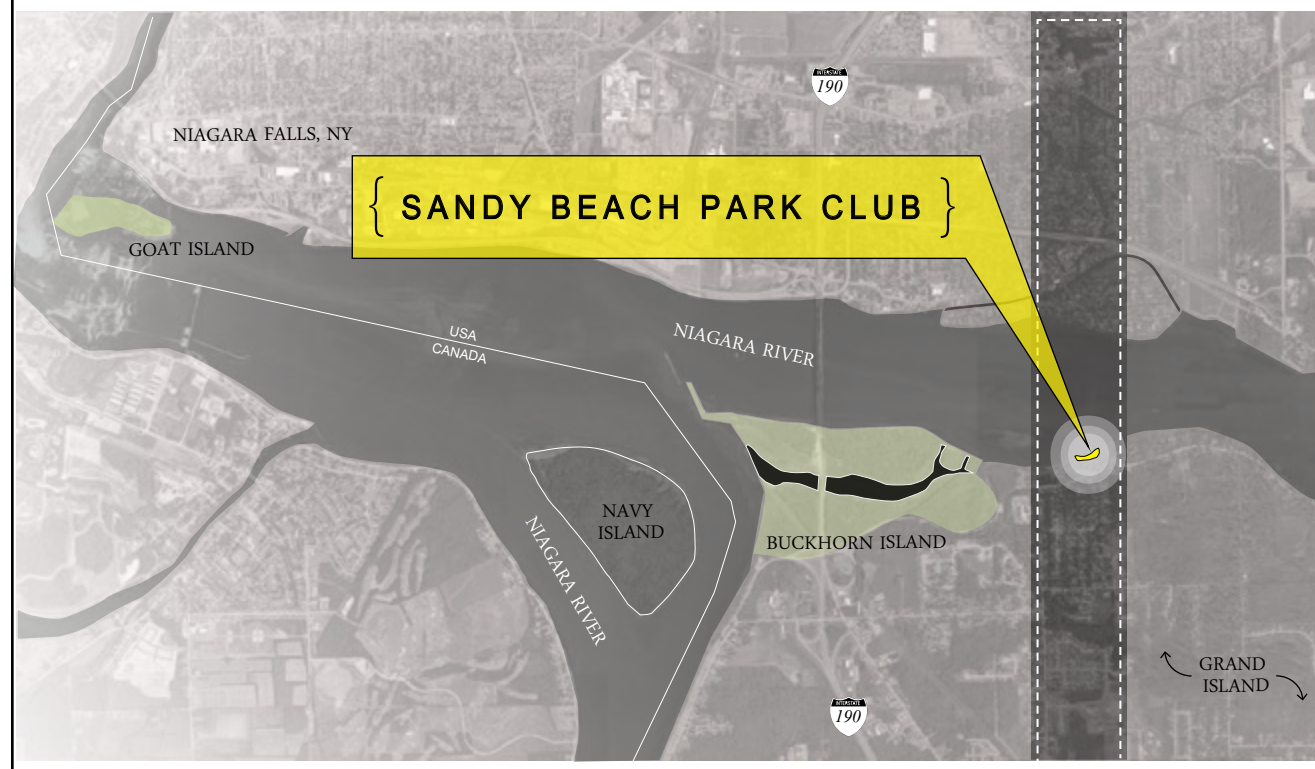 INTERSTATE
190
NIAGARA FALLS, NY
{ SANDY BEACH PARK CLUB }
GOAT ISLAND
USA
CANADA
NIAGARA RIVER
NAVY
ISLAND
NIAGARA RIVER
BUCKHORN ISLAND
GRAND
ISLAND
INTERSTATE
190